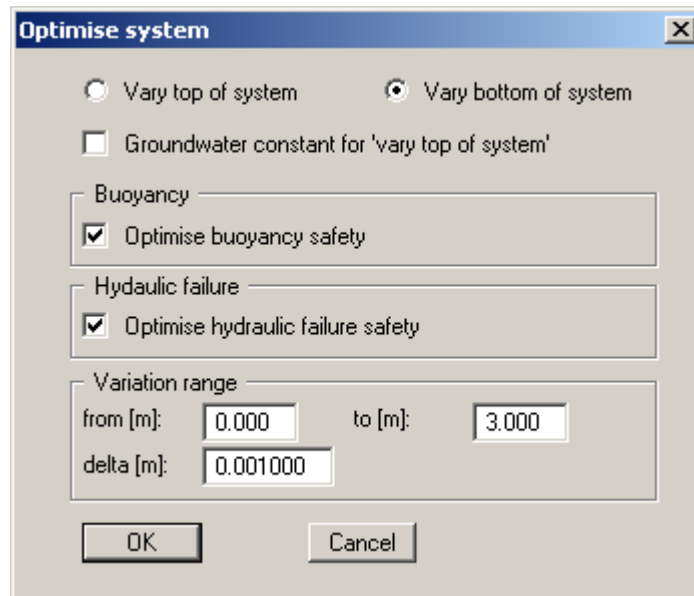 Optimise system
Vary top of system Vary bottom of system
Groundwater constant for 'vary top of system'
Buoyancy
Optimise buoyancy safety
Hydaulic failure
Optimise hydraulic failure safety
Variation range
from [m]: 0.000 to [m]: 3.000
delta [m]: 0.001000
OK Cancel